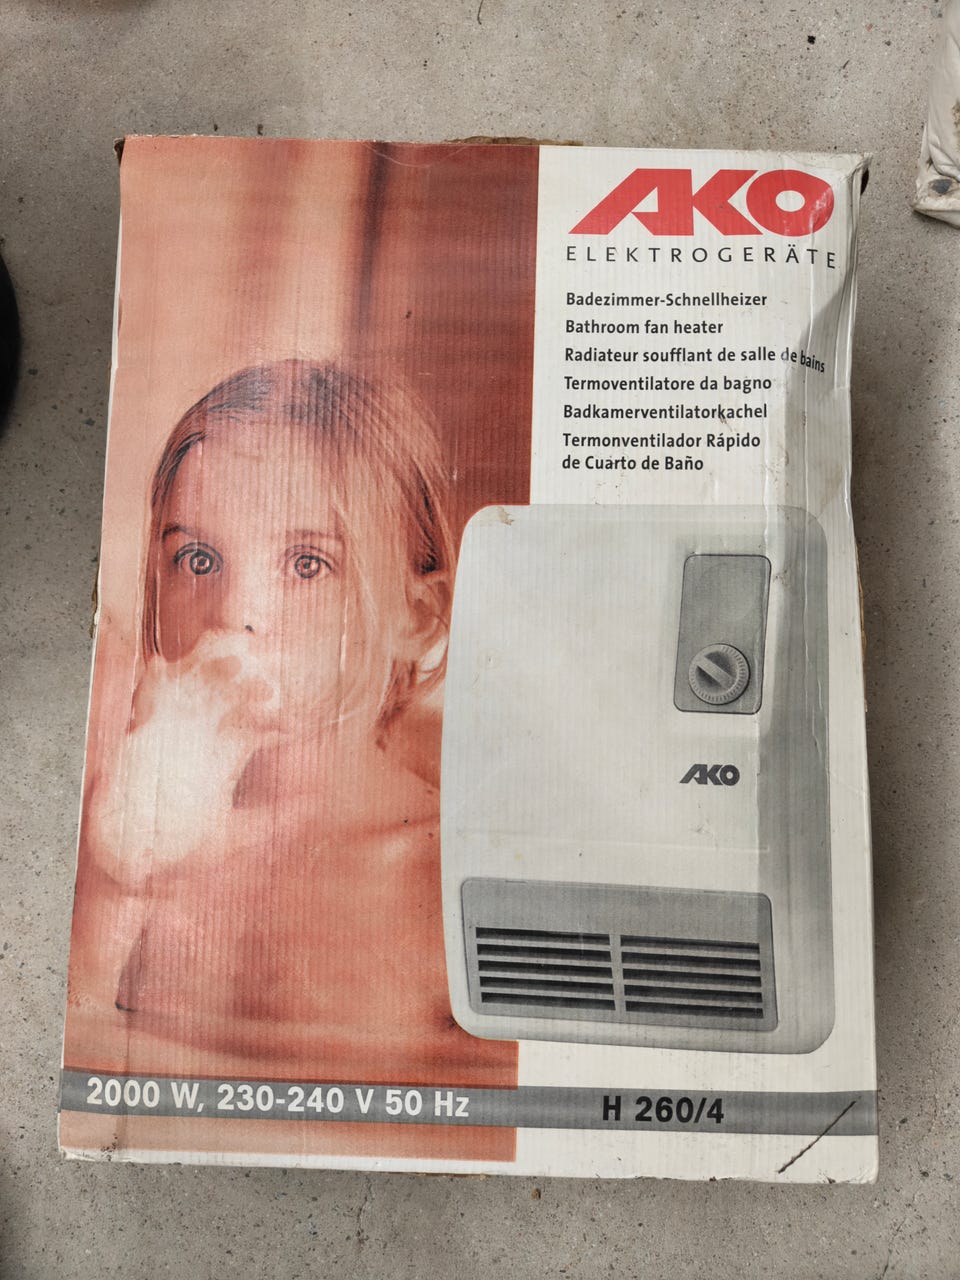 AKO
ELEKTROGERÄTE
Badezimmer-Schnellheizer
Bathroom fan heater
Radiateur soufflant de salle de bains
Termoventilatore da bagno
Badkamerventilatorkachel
Termonventilador Rápido
de Cuarto de Baño
AKO
2000 W, 230-240 V 50 Hz
H 260/4